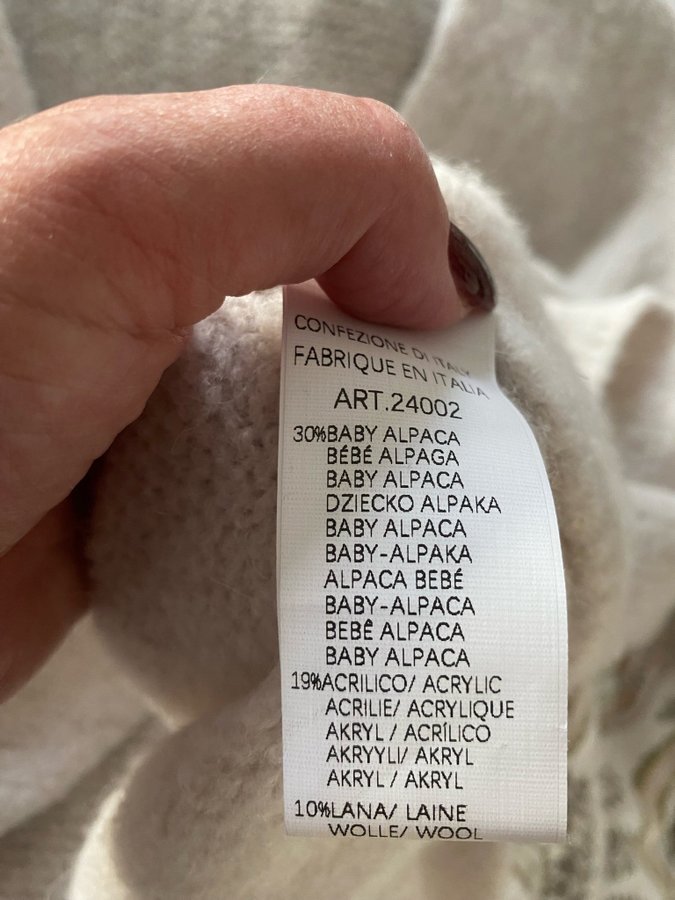 CONFEZIONE DI ITALY
FABRIQUE EN ITALIA
ART.24002
30%BABY ALPACA
BÉBÉ ALPAGA
BABY ALPACA
DZIECKO ALPAKA
BABY ALPACA
BABY-ALPAKA
ALPACA BEBÉ
BABY-ALPACA
BEBÊ ALPACA
BABY ALPACA
19%ACRILICO/ ACRYLIC
ACRILIE/ ACRYLIQUE
AKRYL / ACRÍLICO
AKRYYLI/ AKRYL
AKRYL / AKRYL
10%LANA/ LAINE
WOLLE/ WOOL